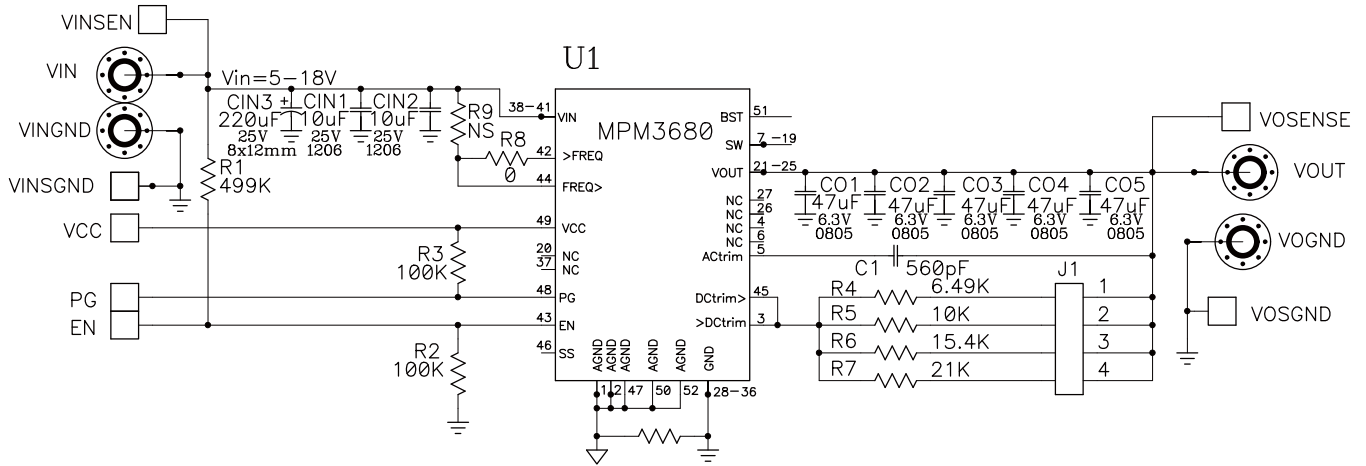 VINSEN
VIN
VINGND
VINSGND
VCC
PG
EN
Vin=5-18V
CIN3 +
220uF
25V
8x12mm
CIN1
10uF
25V
1206
CIN2
10uF
25V
1206
R9
NS
R8
0
R1
499K
R3
100K
R2
100K
U1
MPM3680
38-41
VIN
42
>FREQ
44
FREQ>
49
VCC
20
NC
37
NC
48
PG
43
EN
46
SS
AGND
AGND
AGND
AGND
AGND
GND
1
2
47
50
52
28-36
BST
51
SW
7-19
VOUT
21-25
NC
27
NC
26
NC
4
NC
6
ACtrim
5
DCtrim>
45
>DCtrim
3
CO1
47uF
6.3V
0805
CO2
47uF
6.3V
0805
CO3
47uF
6.3V
0805
CO4
47uF
6.3V
0805
CO5
47uF
6.3V
0805
C1
560pF
J1
R4
6.49K
1
R5
10K
2
R6
15.4K
3
R7
21K
4
VOSENSE
VOUT
VOGND
VOSGND